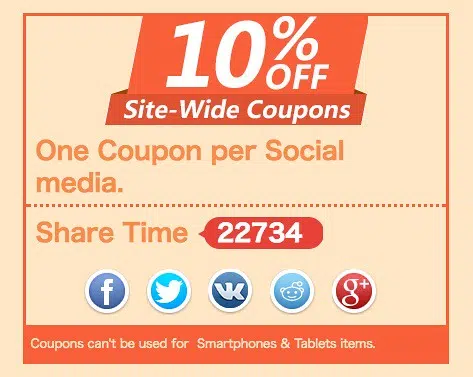 10% OFF
Site-Wide Coupons
One Coupon per Social
media.
Share Time 22734
f VK g+
Coupons can't be used for Smartphones & Tablets items.